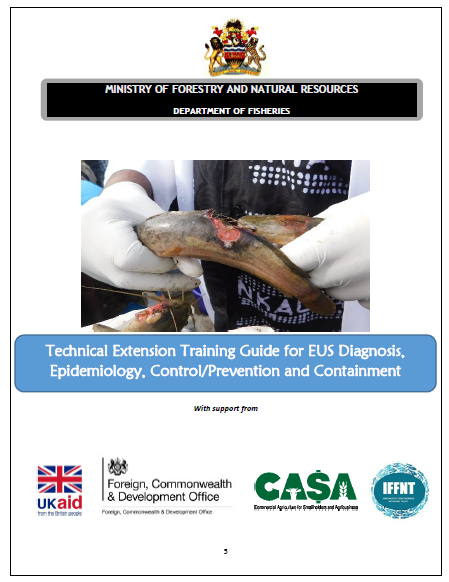 MINISTRY OF FORESTRY AND NATURAL RESOURCES
DEPARTMENT OF FISHERIES
NKAL
Technical Extension Training Guide for EUS Diagnosis,
Epidemiology, Control/Prevention and Containment
With support from
UKaid
from the British people
Foreign, Commonwealth
& Development Office
Foreign, Commonwealth & Development Office
CA$A
Commercial Agriculture for Smallholders and Agribusiness
IFFNT
5